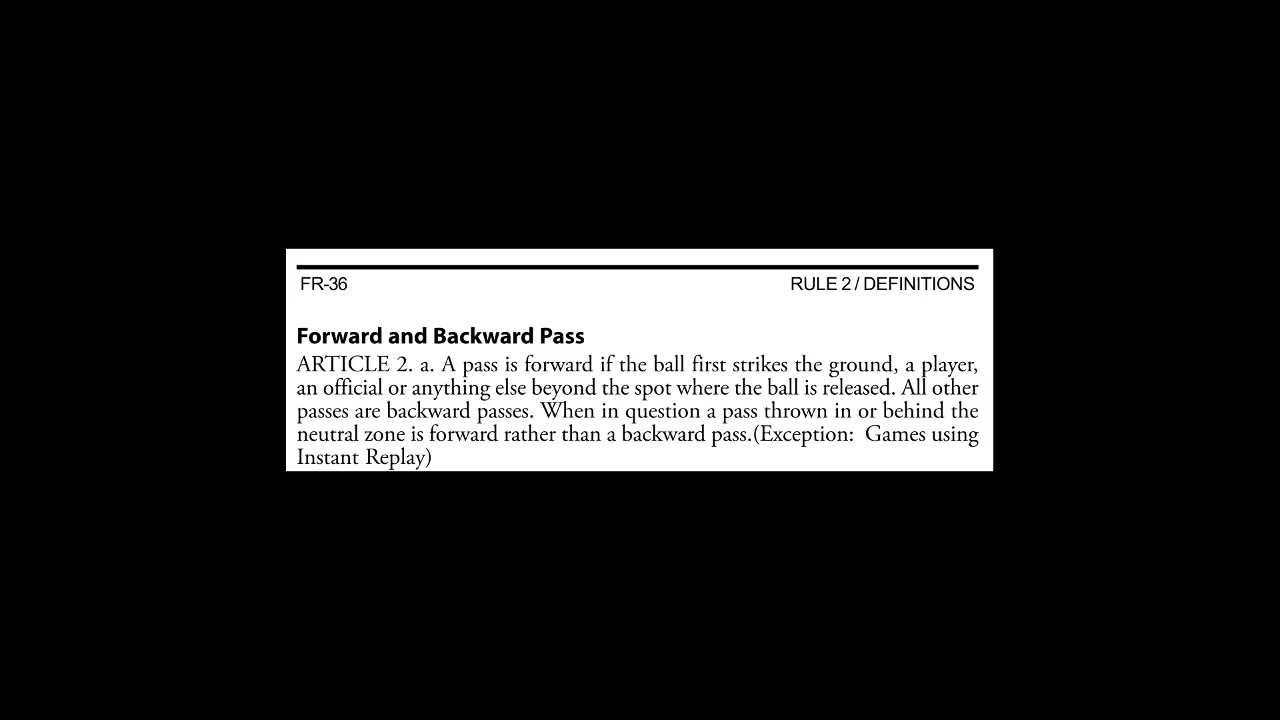 FR-36 RULE 2 / DEFINITIONS
Forward and Backward Pass
ARTICLE 2. a. A pass is forward if the ball first strikes the ground, a player,
an official or anything else beyond the spot where the ball is released. All other
passes are backward passes. When in question a pass thrown in or behind the
neutral zone is forward rather than a backward pass.(Exception: Games using
Instant Replay)